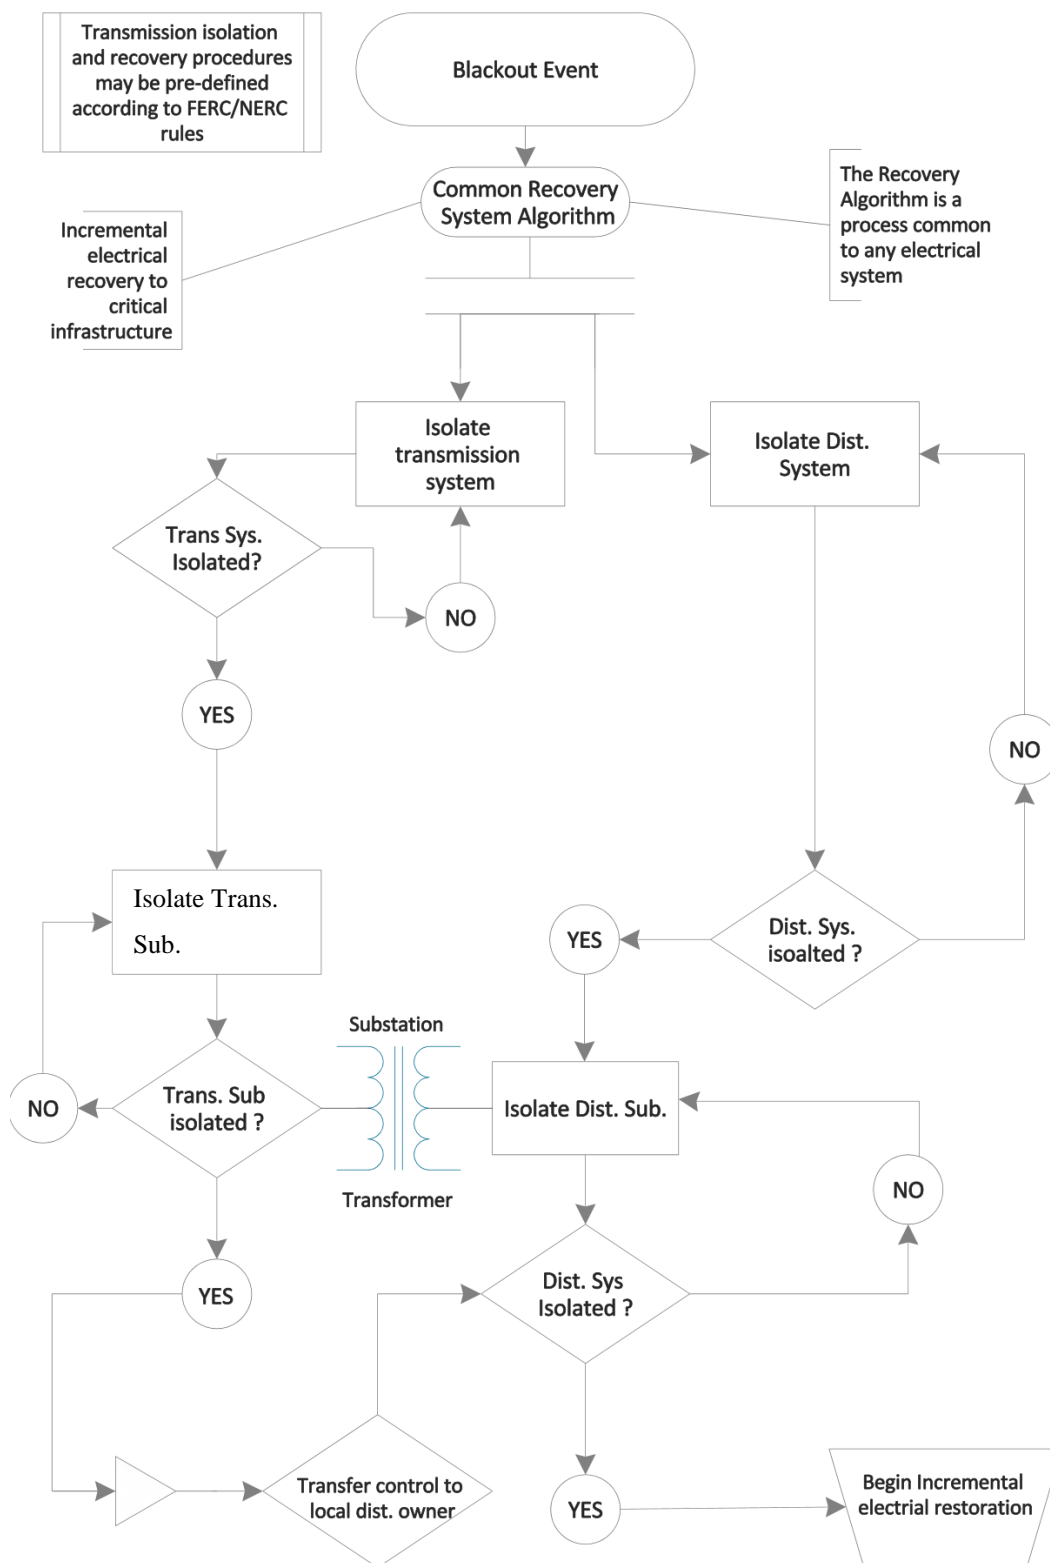 Transmission isolation
and recovery procedures
may be pre-defined
according to FERC/NERC
rules
Blackout Event
Common Recovery
System Algorithm
The Recovery
Algorithm is a
process common
to any electrical
system
Incremental
electrical
recovery to
critical
infrastructure
Isolate
transmission
system
Isolate Dist.
System
Trans Sys.
Isolated?
NO
YES
NO
Isolate Trans.
Sub.
YES
Dist. Sys.
isoalted ?
Substation
Trans. Sub
isolated ?
NO
Isolate Dist. Sub.
Transformer
NO
YES
Dist. Sys
Isolated ?
Transfer control to
local dist. owner
YES
Begin Incremental
electrial restoration